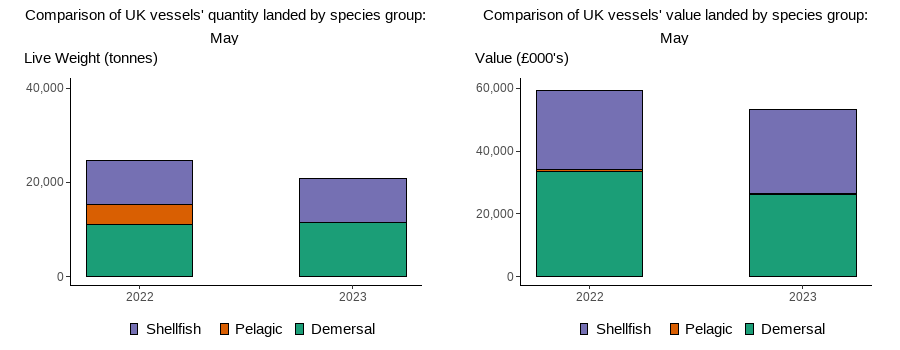 Comparison of UK vessels' quantity landed by species group:
May
Live Weight (tonnes)
40,000
20,000
0
2022
2023
Shellfish
Pelagic
Demersal
Comparison of UK vessels' value landed by species group:
May
Value (£000's)
60,000
40,000
20,000
0
2022
2023
Shellfish
Pelagic
Demersal